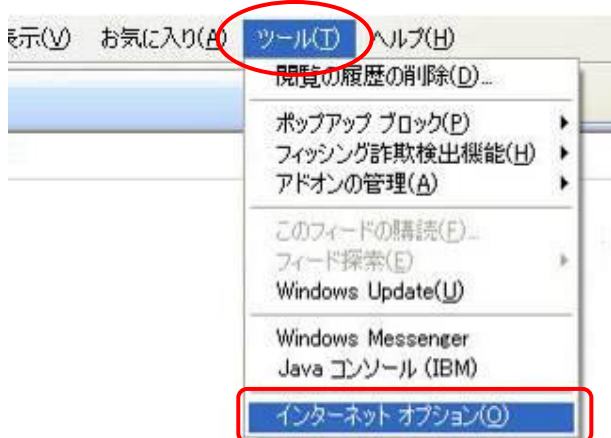 表示(V) お気に入り(A) ツール(T) ヘルプ(H)
閲覧の履歴の削除(D)...
ポップアップ ブロック(P)
フィッシング詐欺検出機能(H)
アドオンの管理(A)
このフィードの購読(F)...
フィード探索(E)
Windows Update(U)
Windows Messenger
Java コンソール (IBM)
インターネット オプション(O)